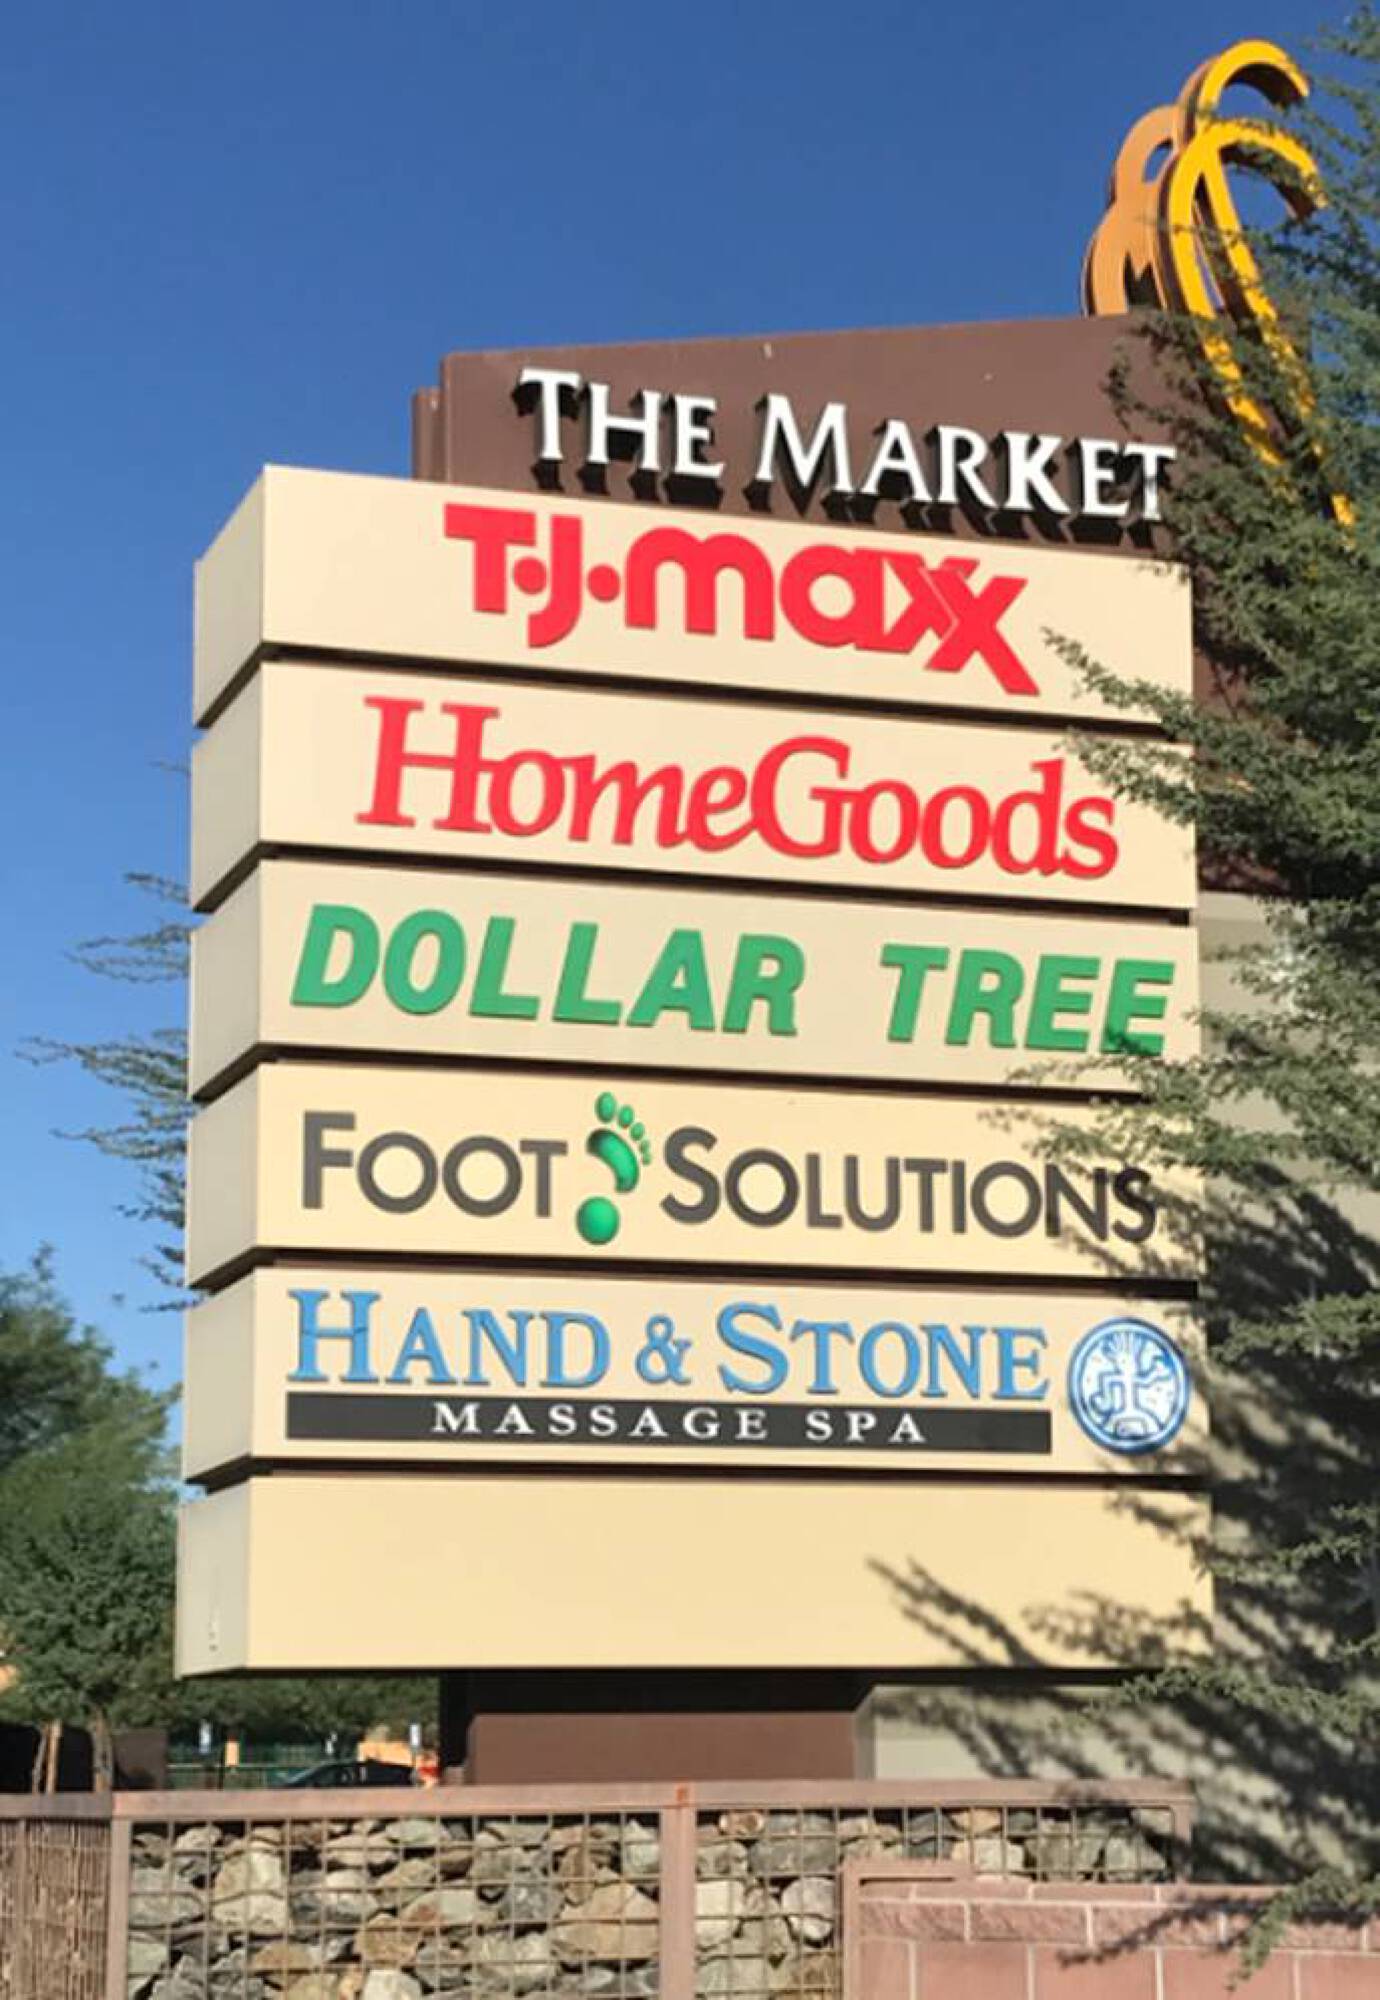 THE MARKET
T·J·maxx
HomeGoods
DOLLAR TREE
FOOT SOLUTIONS
HAND & STONE
MASSAGE SPA